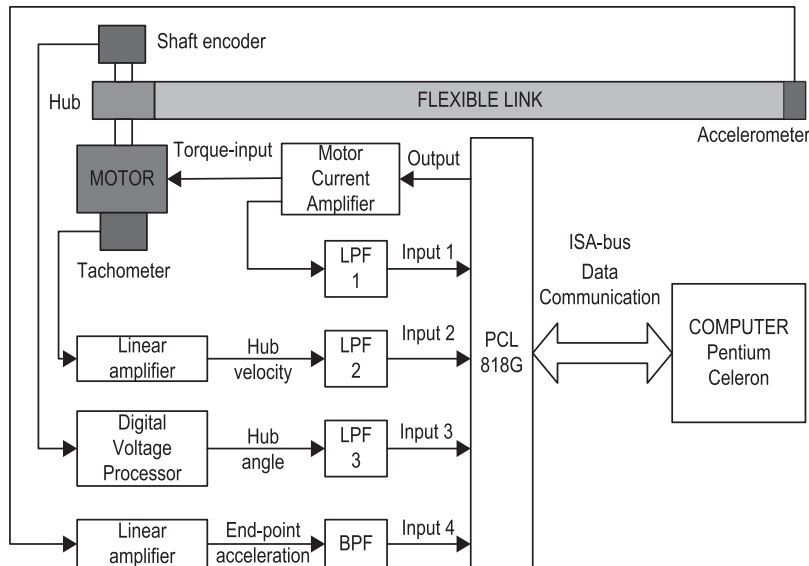 Shaft encoder
Hub
FLEXIBLE LINK
Accelerometer
MOTOR
Torque-input
Motor
Current
Amplifier
Output
Tachometer
LPF
1
Input 1
ISA-bus
Data
Communication
Linear
amplifier
Hub
velocity
LPF
2
Input 2
PCL
818G
COMPUTER
Pentium
Celeron
Digital
Voltage
Processor
Hub
angle
LPF
3
Input 3
Linear
amplifier
End-point
acceleration
BPF
Input 4